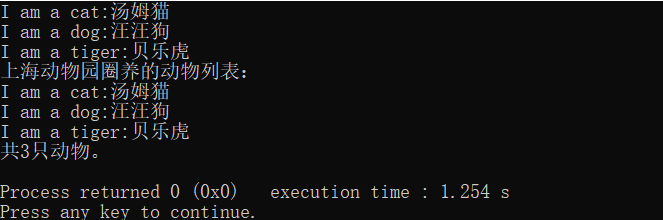 I am a cat:汤姆猫
I am a dog:汪汪狗
I am a tiger:贝乐虎
上海动物园圈养的动物列表：
I am a cat:汤姆猫
I am a dog:汪汪狗
I am a tiger:贝乐虎
共3只动物。
Process returned 0 (0x0)   execution time : 1.254 s
Press any key to continue.